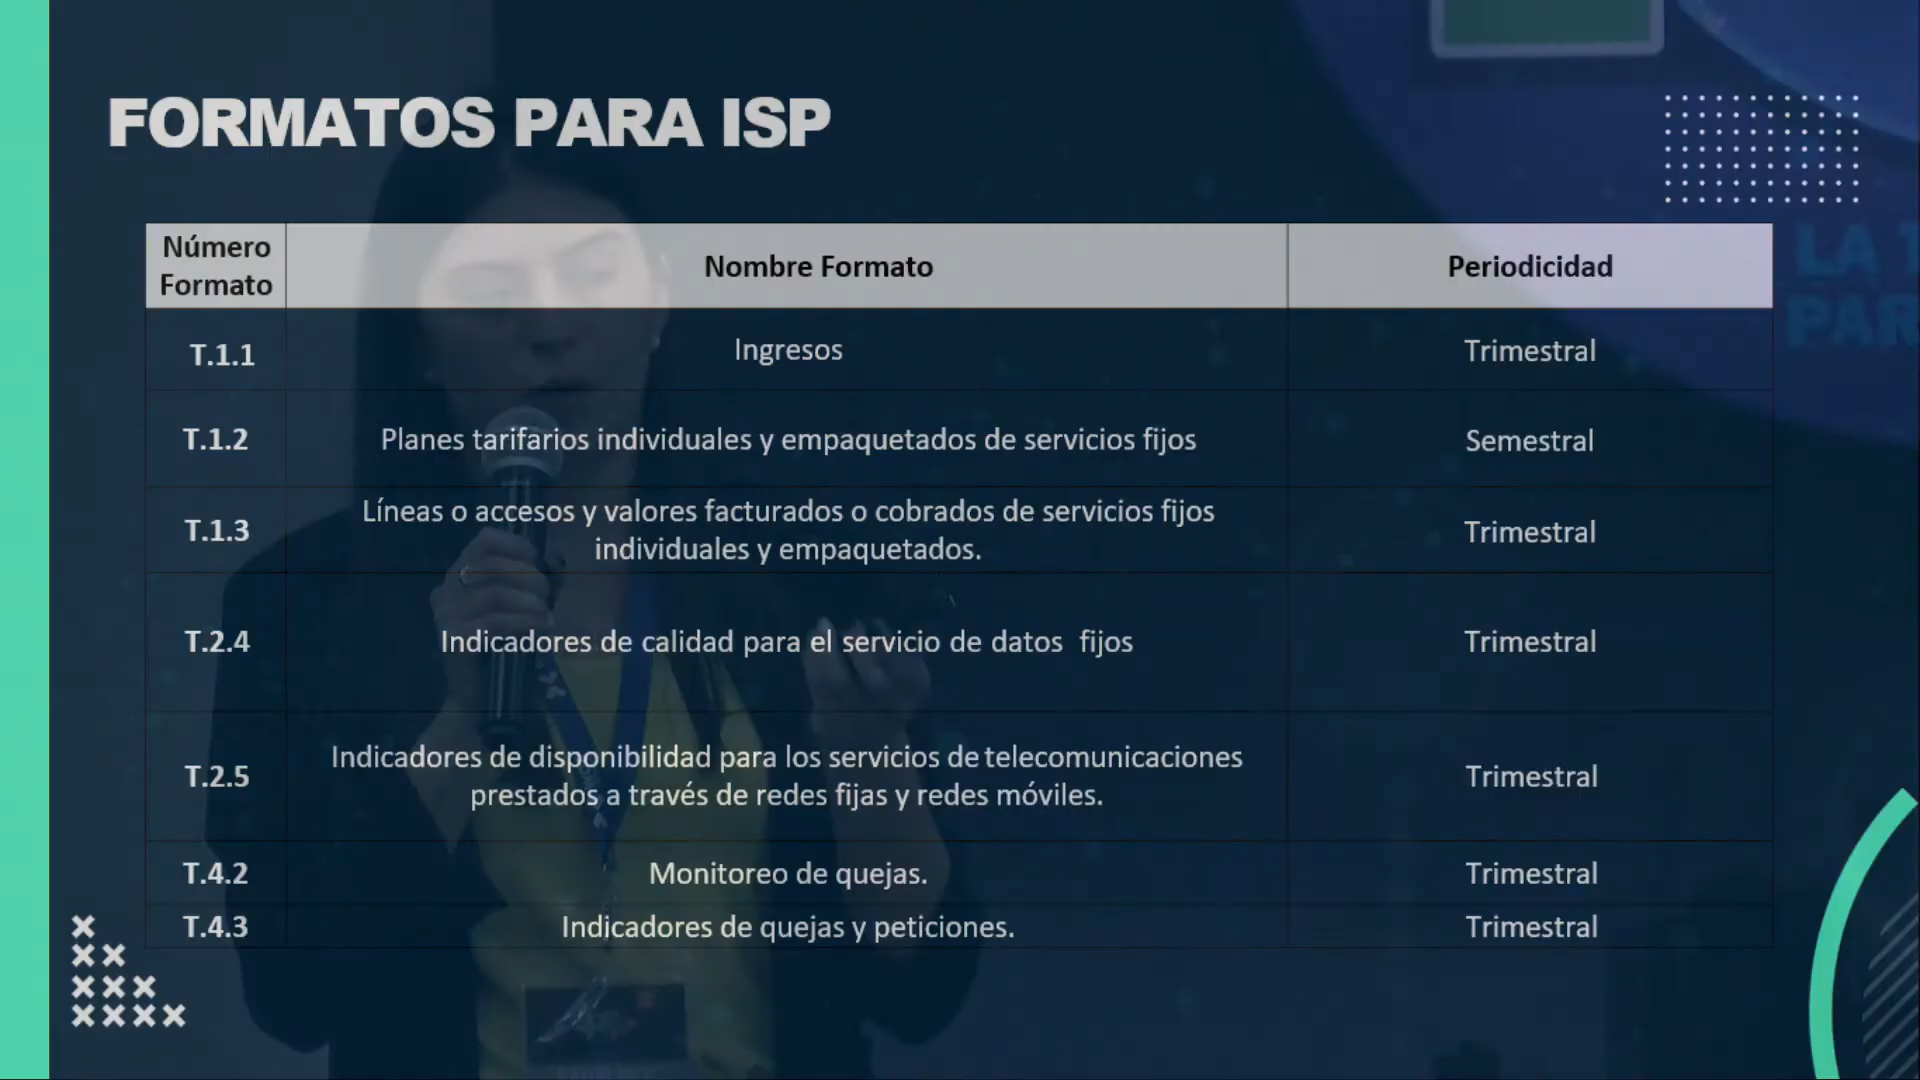 FORMATOS PARA ISP
Número
Formato
Nombre Formato
Periodicidad
T.1.1
Ingresos
Trimestral
T.1.2
Planes tarifarios individuales y empaquetados de servicios fijos
Semestral
T.1.3
Líneas o accesos y valores facturados o cobrados de servicios fijos
individuales y empaquetados.
Trimestral
T.2.4
Indicadores de calidad para el servicio de datos fijos
Trimestral
T.2.5
Indicadores de disponibilidad para los servicios de telecomunicaciones
prestados a través de redes fijas y redes móviles.
Trimestral
T.4.2
Monitoreo de quejas.
Trimestral
T.4.3
Indicadores de quejas y peticiones.
Trimestral
LA